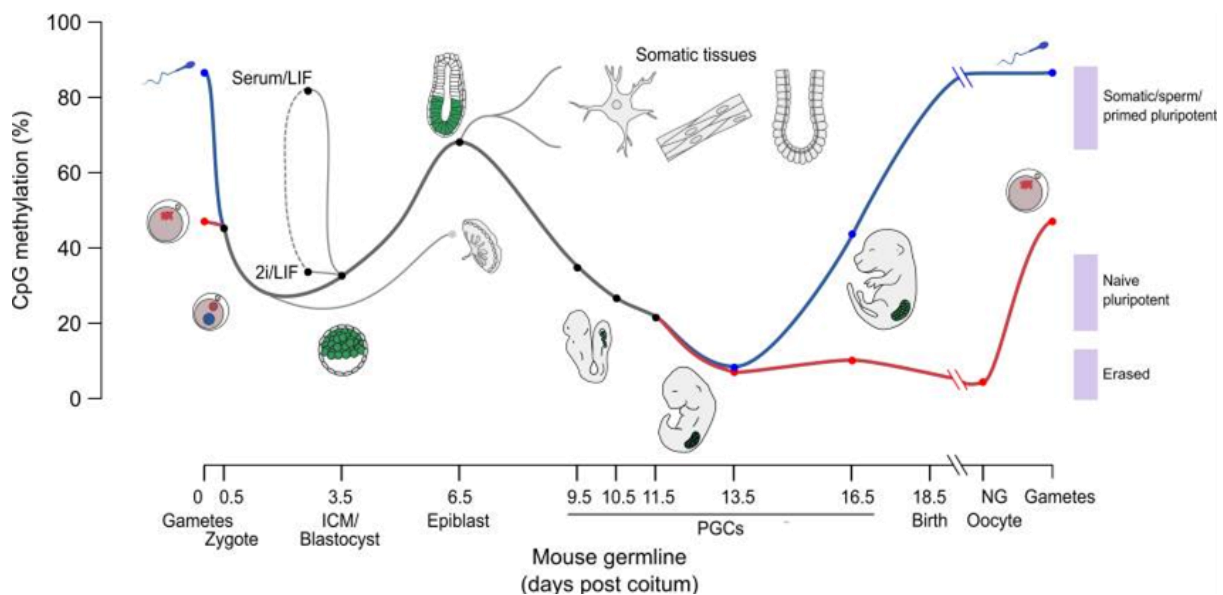 CpG methylation (%)
100
80
60
40
20
0
Serum/LIF
2i/LIF
Somatic tissues
Somatic/sperm/
primed pluripotent
Naive
pluripotent
Erased
0
0.5
3.5
6.5
9.5
10.5
11.5
13.5
16.5
18.5
NG
Gametes
Gametes
Zygote
ICM/
Blastocyst
Epiblast
PGCs
Birth
Oocyte
Mouse germline
(days post coitum)